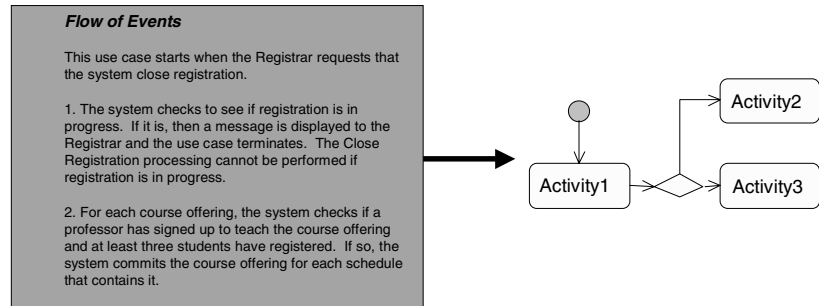 Flow of Events
This use case starts when the Registrar requests that
the system close registration.
1. The system checks to see if registration is in
progress. If it is, then a message is displayed to the
Registrar and the use case terminates. The Close
Registration processing cannot be performed if
registration is in progress.
2. For each course offering, the system checks if a
professor has signed up to teach the course offering
and at least three students have registered. If so, the
system commits the course offering for each schedule
that contains it.
Activity1
Activity2
Activity3